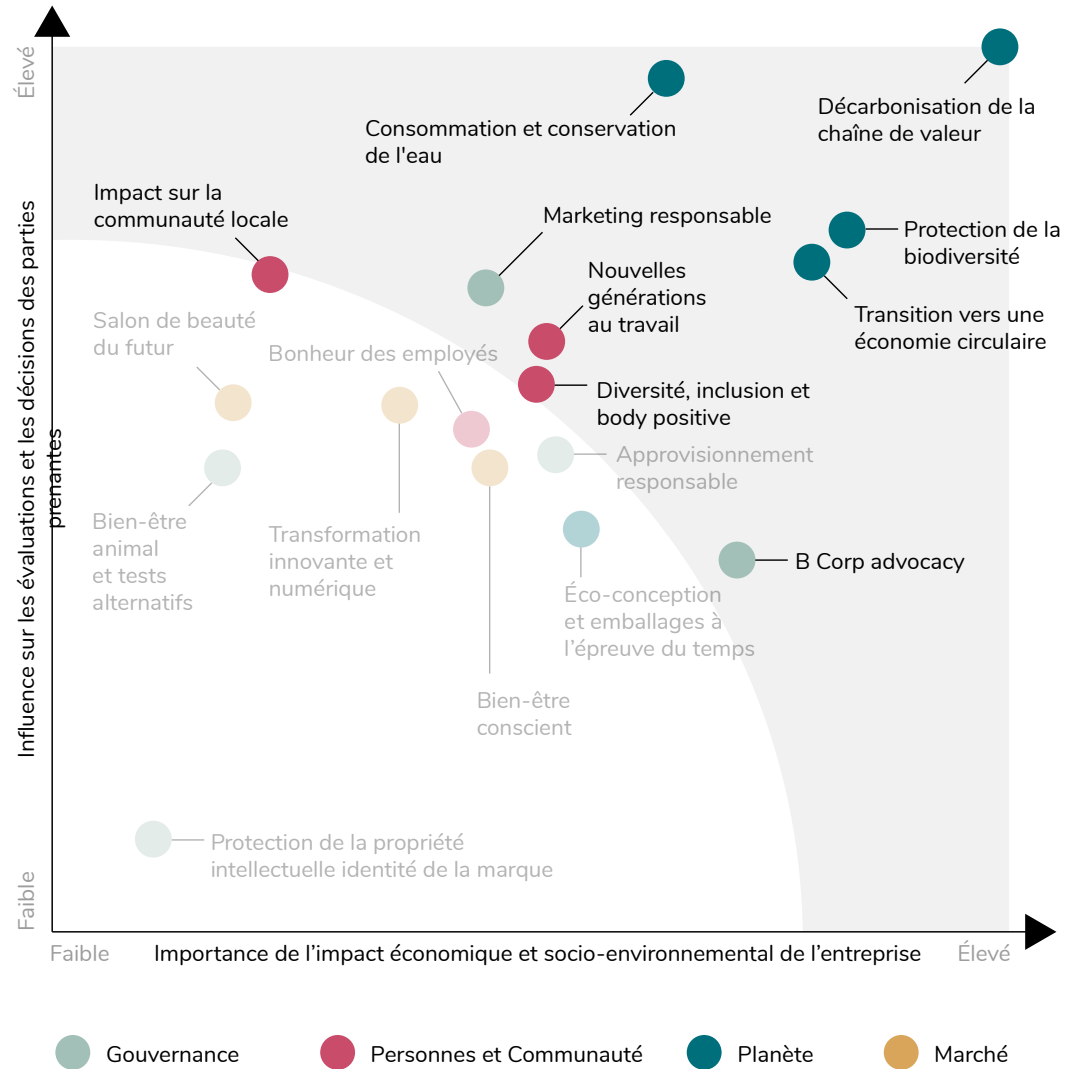 Élevé
Décarbonisation de la
chaîne de valeur
Consommation et conservation
de l'eau
Impact sur la
communauté locale
Marketing responsable
Protection de la
biodiversité
Nouvelles
générations
au travail
Transition vers une
économie circulaire
Salon de beauté
du futur
Bonheur des employés
Diversité, inclusion et
body positive
Approvisionnement
responsable
Bien-être
animal
et tests
alternatifs
Transformation
innovante et
numérique
B Corp advocacy
Éco-conception
et emballages à
l’épreuve du temps
Bien-être
conscient
Protection de la propriété
intellectuelle identité de la marque
Influence sur les évaluations et les décisions des parties
prenantes
Faible
Faible
Importance de l’impact économique et socio-environnemental de l’entreprise
Élevé
Gouvernance
Personnes et Communauté
Planète
Marché